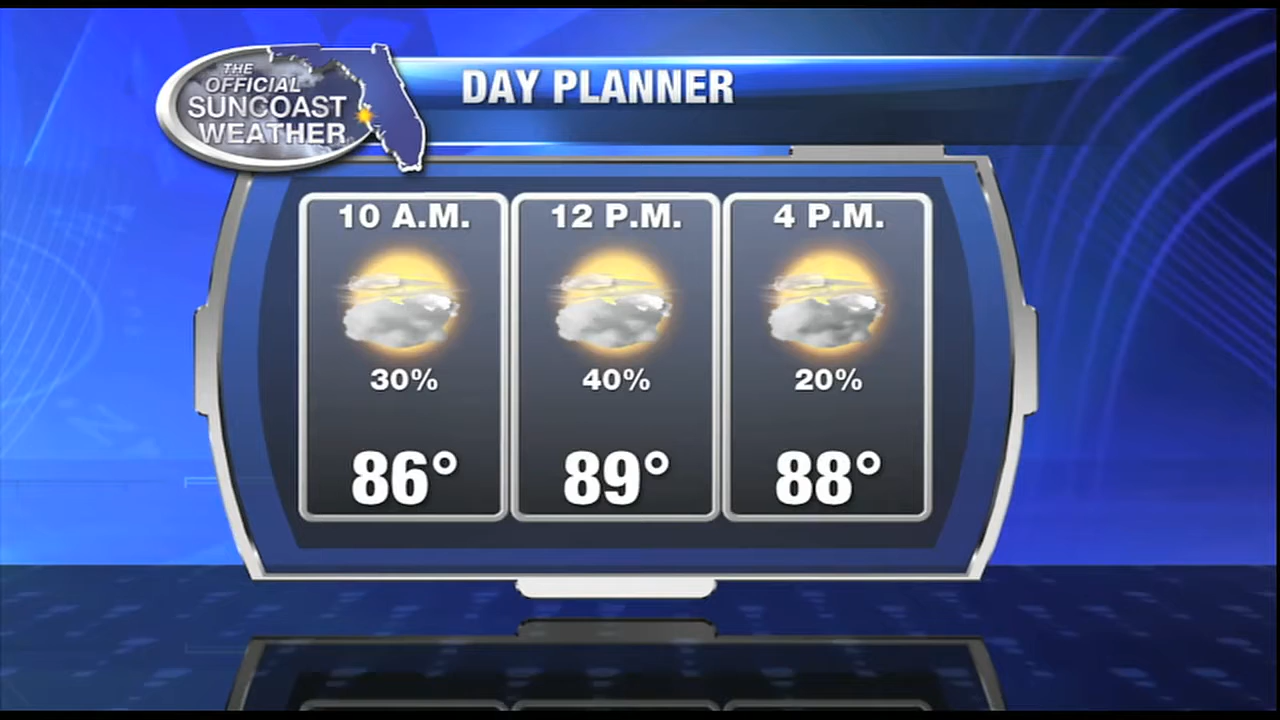 THE
OFFICIAL
SUNCOAST
WEATHER
DAY PLANNER
10 A.M.
30%
86°
12 P.M.
40%
89°
4 P.M.
20%
88°